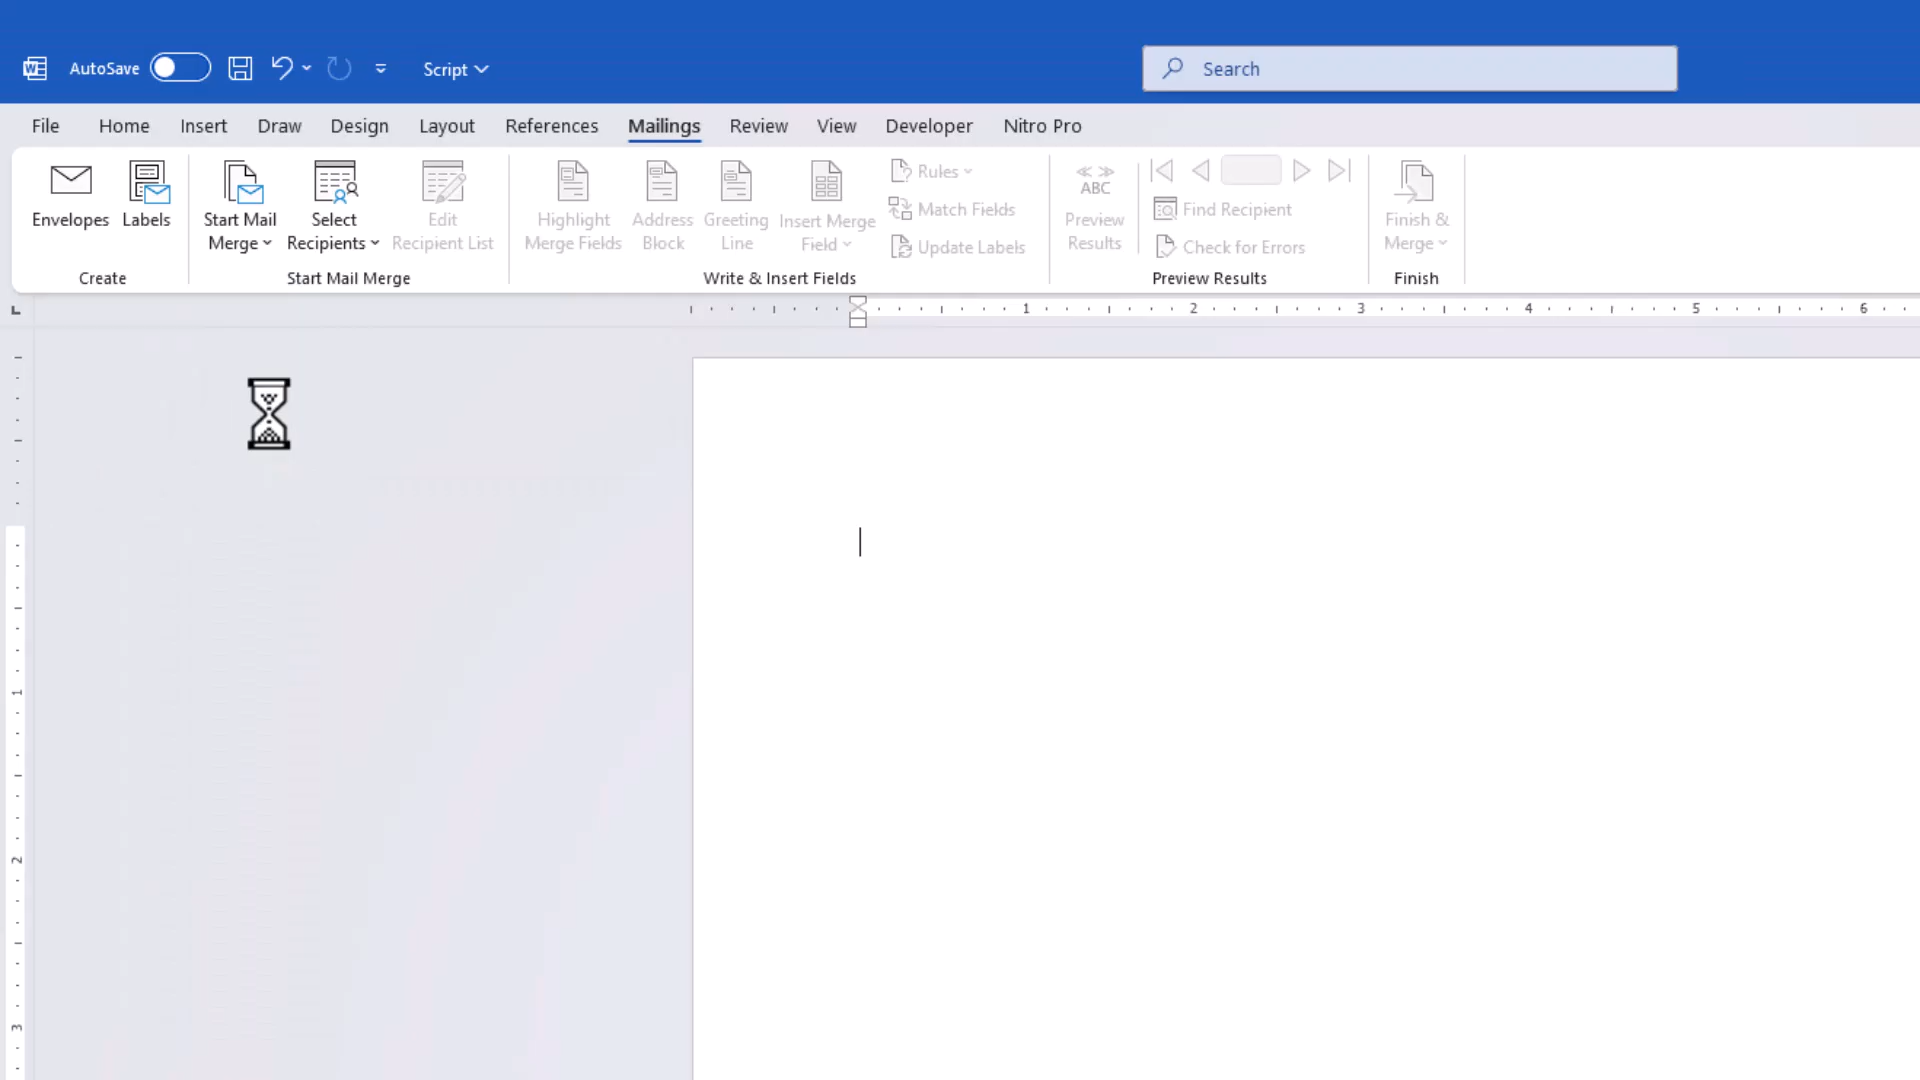 AutoSave Script Search
File Home Insert Draw Design Layout References Mailings Review View Developer Nitro Pro
Envelopes Labels
Create
Start Mail Merge
Select Recipients
Edit Recipient List
Start Mail Merge
Highlight Merge Fields
Address Block
Greeting Line
Insert Merge Field
Rules
Match Fields
Update Labels
Write & Insert Fields
ABC
Preview Results
Find Recipient
Check for Errors
Preview Results
Finish & Merge
Finish
1 2 3 4 5 6
1
2
3